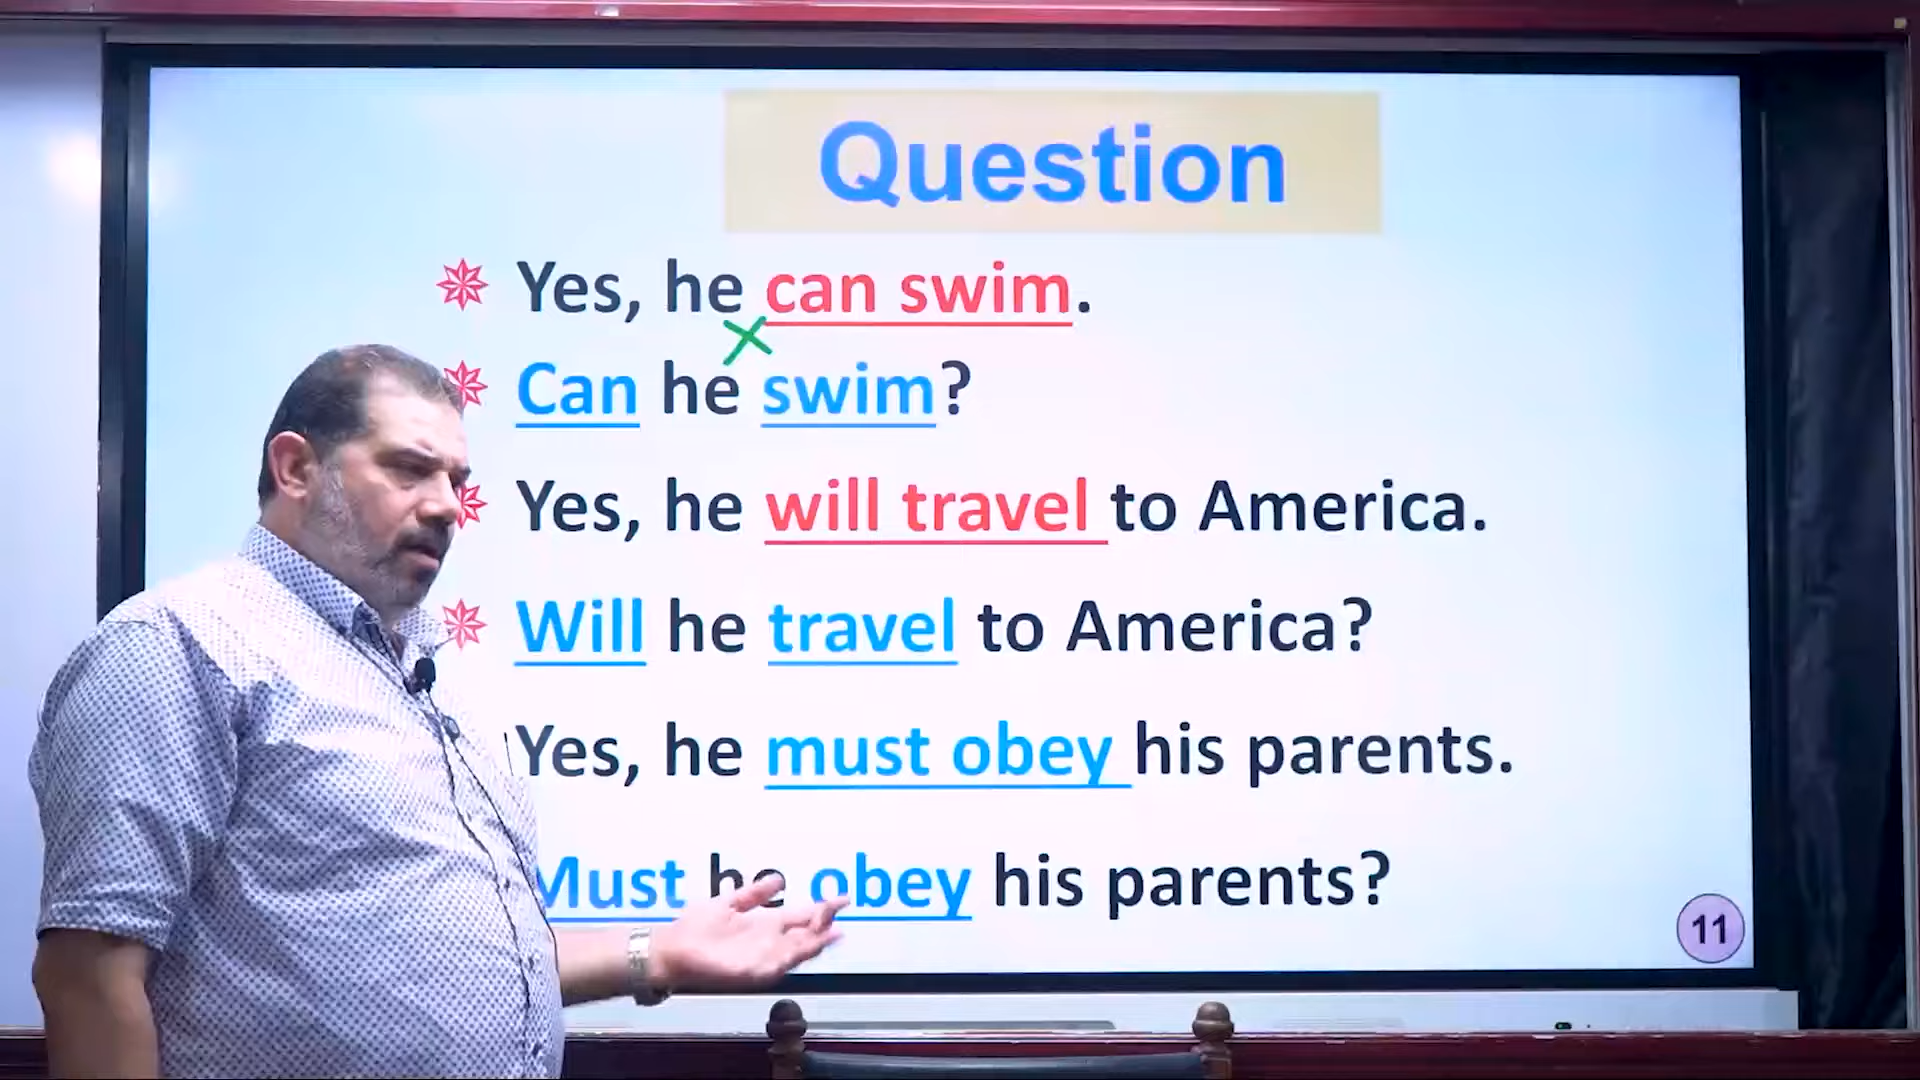 Question
Yes, he can swim.
Can he swim?
Yes, he will travel to America.
Will he travel to America?
Yes, he must obey his parents.
Must he obey his parents?
11